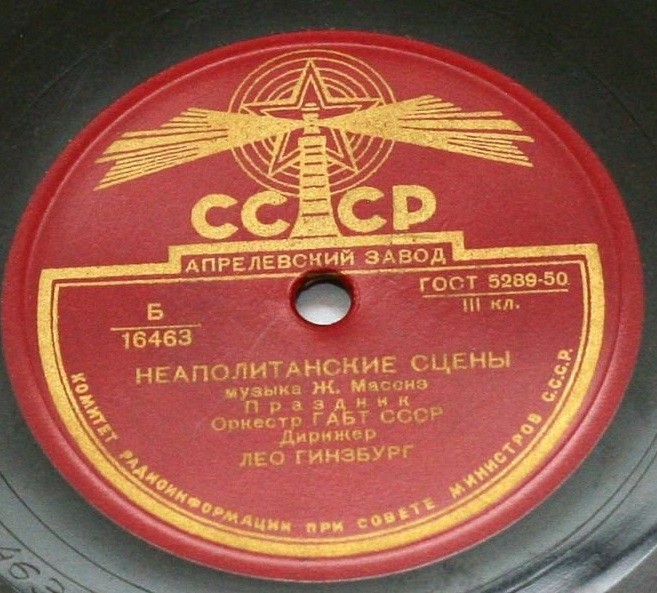 СССР
АПРЕЛЕВСКИЙ ЗАВОД
Б
16463
ГОСТ 5289-50
III кл.
НЕАПОЛИТАНСКИЕ СЦЕНЫ
музыка Ж. Масснэ
Праздник
Оркестр ГАБТ СССР
Дирижер
ЛЕО ГИНЗБУРГ
КОМИТЕТ РАДИОИНФОРМАЦИИ ПРИ СОВЕТЕ МИНИСТРОВ С.С.С.Р.